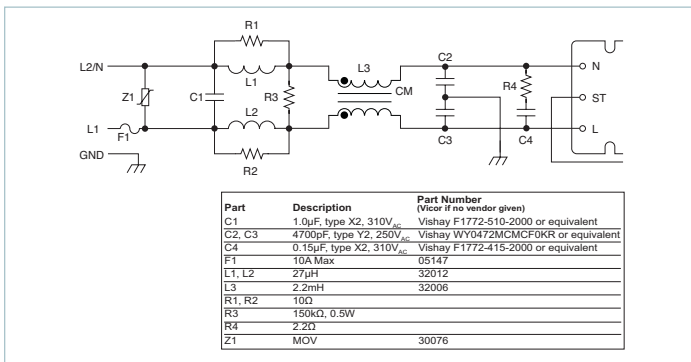 R1
L2/N
L1
L3
C2
N
Z1
C1
R3
CM
R4
ST
L2
L1
F1
C3
C4
L
GND
R2
Part Description Part Number
(Vicor if no vendor given)
C1 1.0µF, type X2, 310VAC Vishay F1772-510-2000 or equivalent
C2, C3 4700pF, type Y2, 250VAC Vishay WY0472MCMCF0KR or equivalent
C4 0.15µF, type X2, 310VAC Vishay F1772-415-2000 or equivalent
F1 10A Max 05147
L1, L2 27µH 32012
L3 2.2mH 32006
R1, R2 10Ω
R3 150kΩ, 0.5W
R4 2.2Ω
Z1 MOV 30076